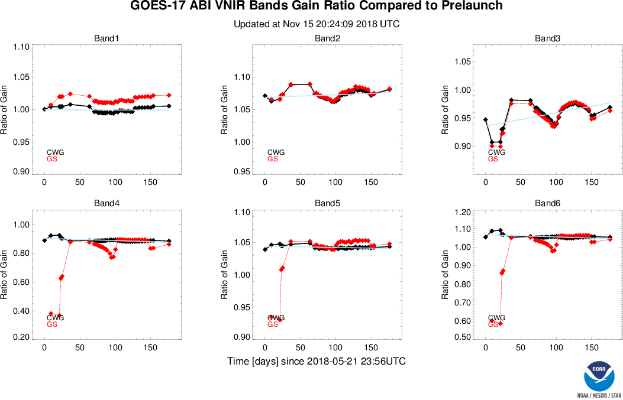 GOES-17 ABI VNIR Bands Gain Ratio Compared to Prelaunch
Updated at Nov 15 20:24:09 2018 UTC
Band1
Ratio of Gain
1.10
1.05
1.00
0.95
0.90
CWG
GS
0 50 100 150
Band2
Ratio of Gain
1.15
1.10
1.05
1.00
0.95
CWG
GS
0 50 100 150
Band3
Ratio of Gain
1.05
1.00
0.95
0.90
CWG
GS
0 50 100 150
Band4
Ratio of Gain
1.00
0.80
0.60
0.40
0.20
CWG
GS
0 50 100 150
Band5
Ratio of Gain
1.10
1.05
1.00
0.95
0.90
CWG
GS
0 50 100 150
Band6
Ratio of Gain
1.20
1.10
1.00
0.90
0.80
0.70
0.60
0.50
CWG
GS
0 50 100 150
Time [days] since 2018-05-21 23:56UTC
NOAA
NOAA / NESDIS / STAR